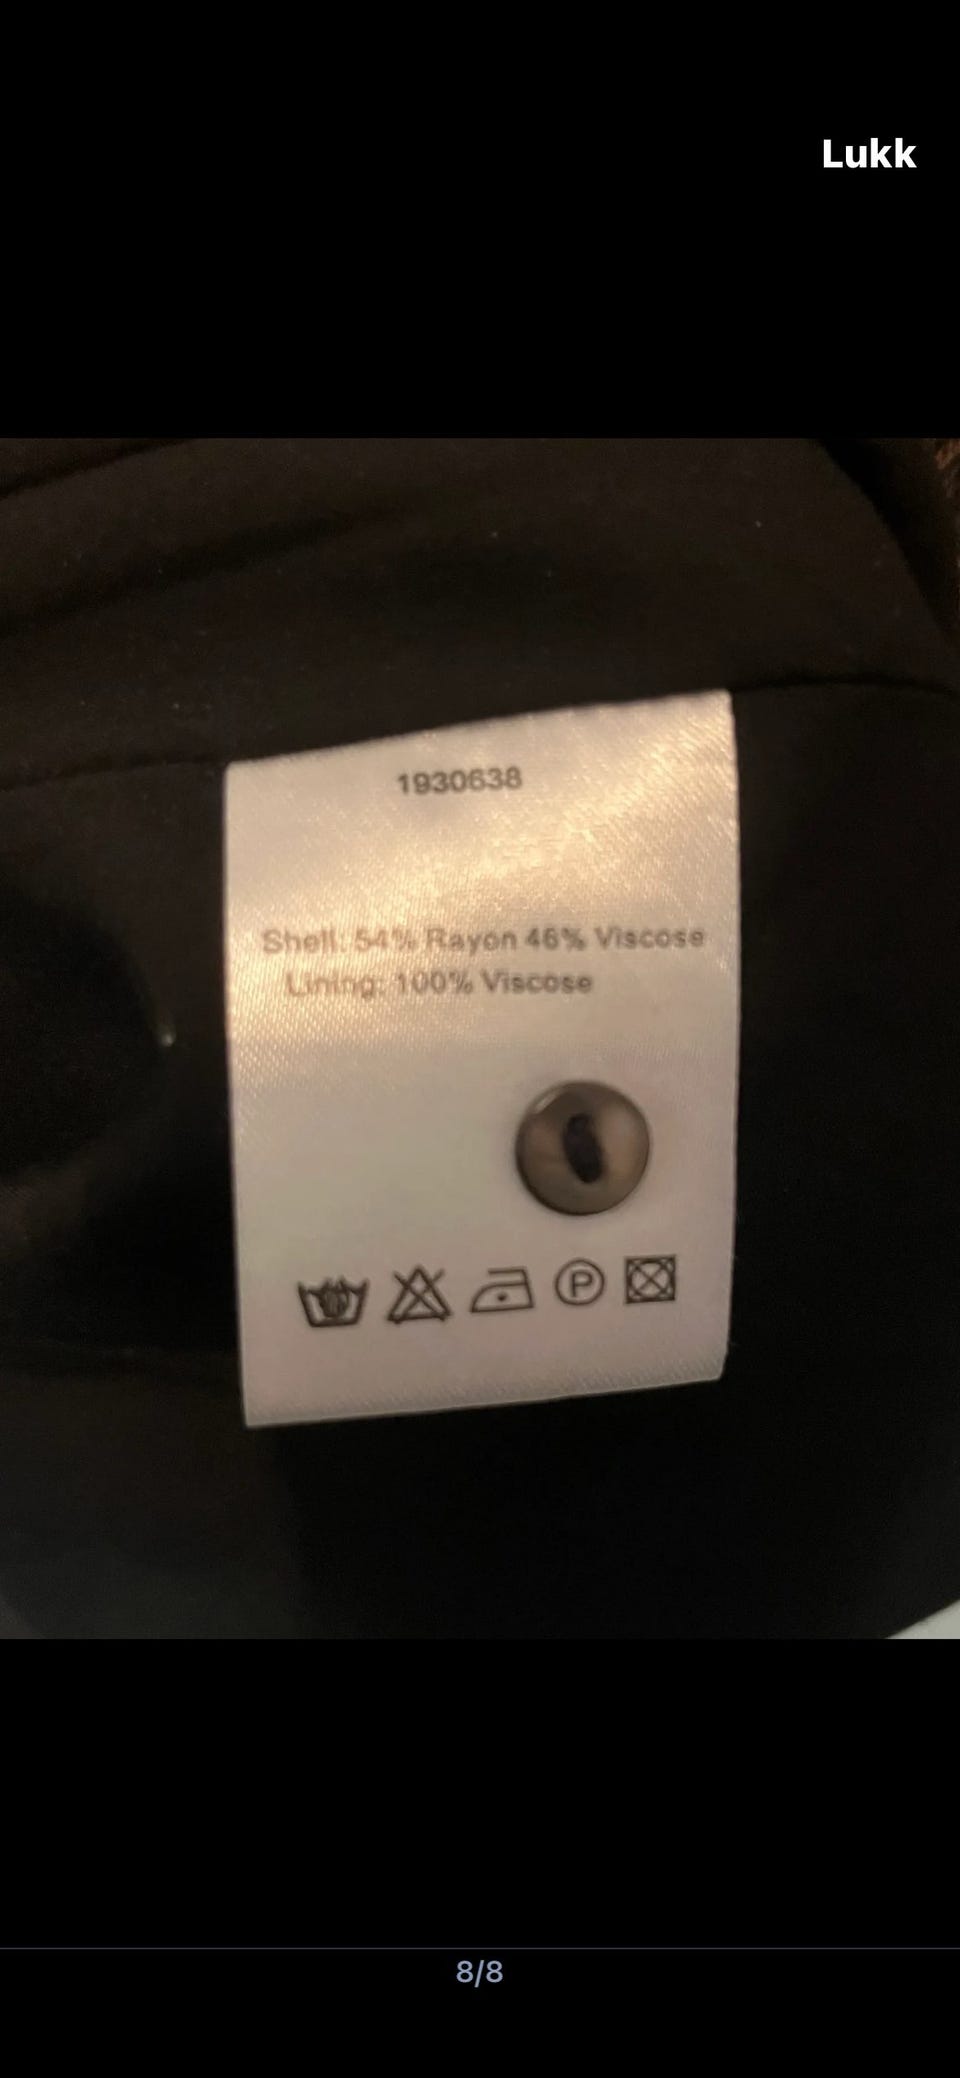 Lukk
1930638
Shell: 54% Rayon 46% Viscose
Lining: 100% Viscose
P
8/8